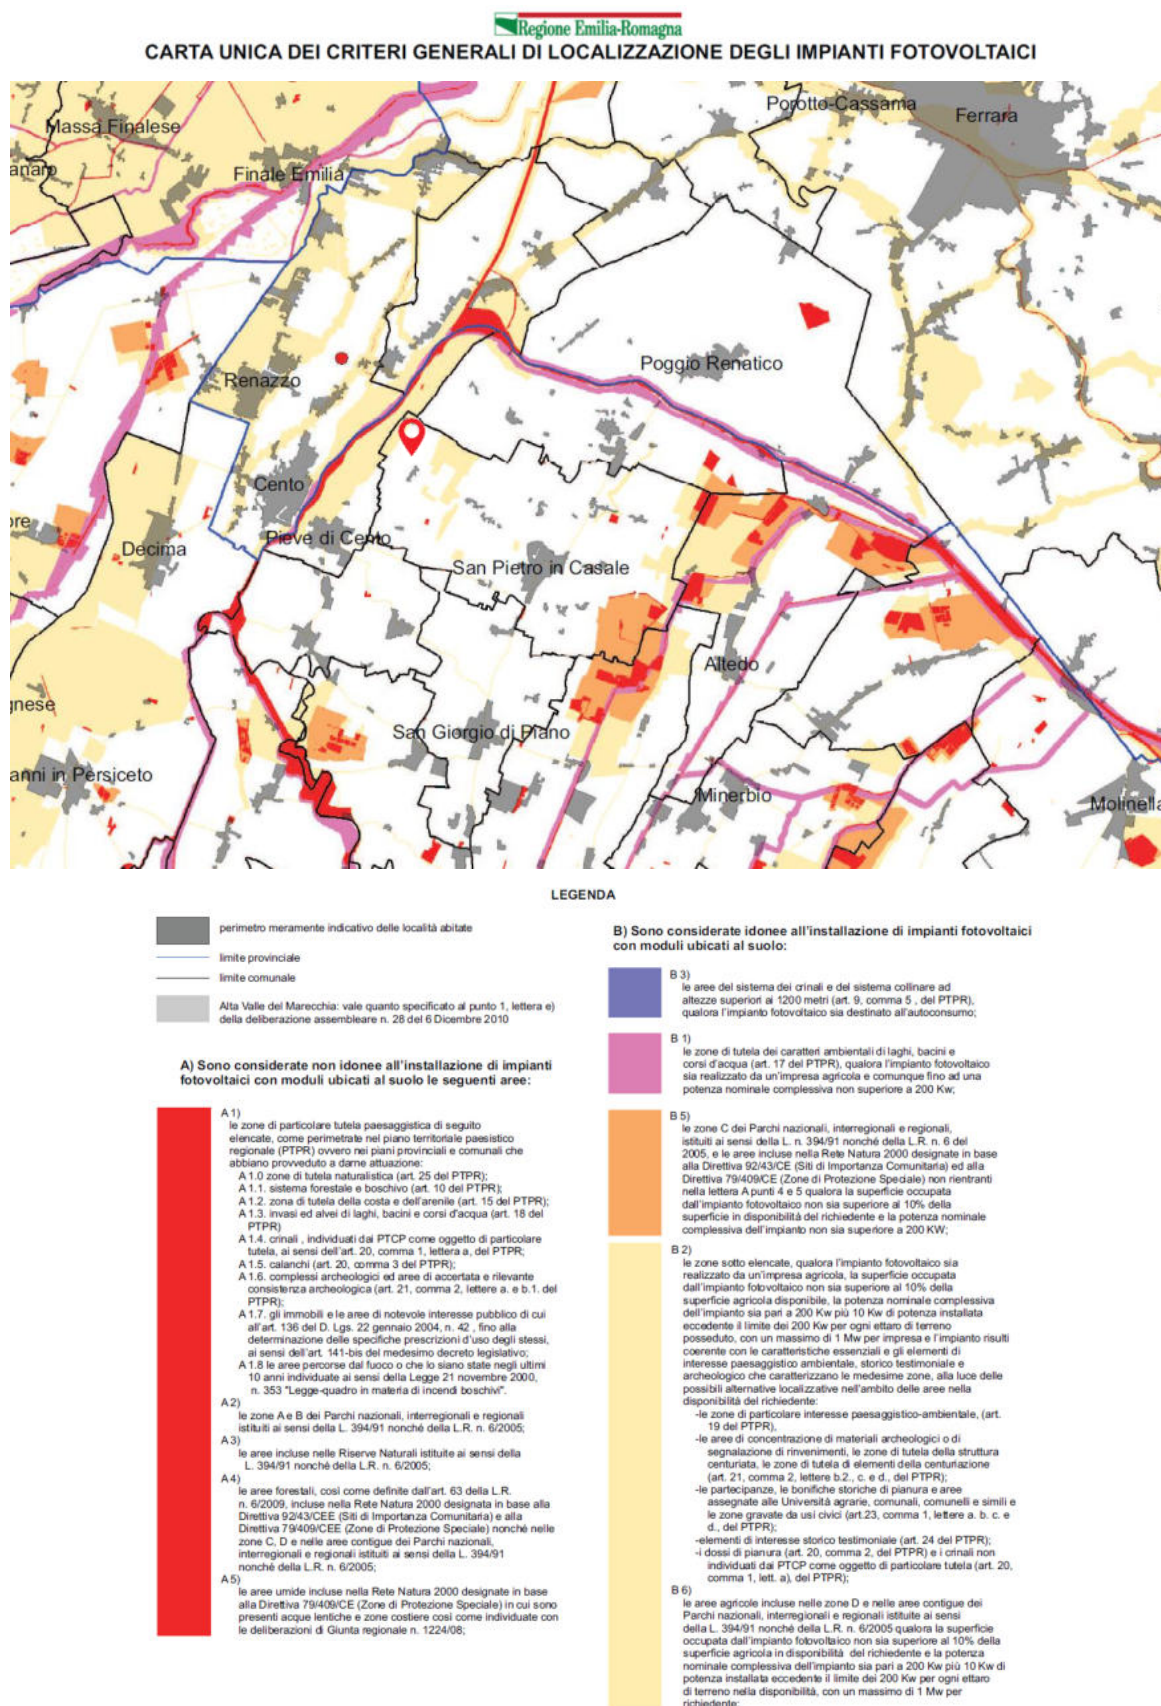 Regione Emilia-Romagna
CARTA UNICA DEI CRITERI GENERALI DI LOCALIZZAZIONE DEGLI IMPIANTI FOTOVOLTAICI
Massa Finalese
Porotto-Cassama
Ferrara
anaro
Finale Emilia
Renazzo
Poggio Renatico
Cento
ore
Decima
Pieve di Cento
San Pietro in Casale
Altedo
gnese
San Giorgio di Piano
anni in Persiceto
Minerbio
Molinella
LEGENDA
perimetro meramente indicativo delle località abitate
limite provinciale
limite comunale
Alta Valle del Marecchia: vale quanto specificato al punto 1, lettera e)
della deliberazione assembleare n. 28 del 6 Dicembre 2010
A) Sono considerate non idonee all'installazione di impianti
fotovoltaici con moduli ubicati al suolo le seguenti aree:
A 1)
le zone di particolare tutela paesaggistica di seguito
elencate, come perimetrate nel piano territoriale paesistico
regionale (PTPR) ovvero nei piani provinciali e comunali che
abbiano provveduto a darne attuazione:
A 1.0 zone di tutela naturalistica (art. 25 del PTPR);
A 1.1. sistema forestale e boschivo (art. 10 del PTPR);
A 1.2. zona di tutela della costa e dell'arenile (art. 15 del PTPR);
A 1.3. invasi ed alvei di laghi, bacini e corsi d'acqua (art. 18 del
PTPR)
A 1.4. crinali , individuati dai PTCP come oggetto di particolare
tutela, ai sensi dell'art. 20, comma 1, lettera a, del PTPR;
A 1.5. calanchi (art. 20, comma 3 del PTPR);
A 1.6. complessi archeologici ed aree di accertata e rilevante
consistenza archeologica (art. 21, comma 2, lettere a. e b.1. del
PTPR);
A 1.7. gli immobili e le aree di notevole interesse pubblico di cui
all'art. 136 del D. Lgs. 22 gennaio 2004, n. 42 , fino alla
determinazione delle specifiche prescrizioni d'uso degli stessi,
ai sensi dell'art. 141-bis del medesimo decreto legislativo;
A 1.8 le aree percorse dal fuoco o che lo siano state negli ultimi
10 anni individuate ai sensi della Legge 21 novembre 2000,
n. 353 "Legge-quadro in materia di incendi boschivi".
A 2)
le zone A e B dei Parchi nazionali, interregionali e regionali
istituiti ai sensi della L. 394/91 nonché della L.R. n. 6/2005;
A 3)
le aree incluse nelle Riserve Naturali istituite ai sensi della
L. 394/91 nonché della L.R. n. 6/2005;
A 4)
le aree forestali, così come definite dall'art. 63 della L.R.
n. 6/2009, incluse nella Rete Natura 2000 designata in base alla
Direttiva 92/43/CEE (Siti di Importanza Comunitaria) e alla
Direttiva 79/409/CEE (Zone di Protezione Speciale) nonché nelle
zone C, D e nelle aree contigue dei Parchi nazionali,
interregionali e regionali istituiti ai sensi della L. 394/91
nonché della L.R. n. 6/2005;
A 5)
le aree umide incluse nella Rete Natura 2000 designate in base
alla Direttiva 79/409/CE (Zone di Protezione Speciale) in cui sono
presenti acque lentiche e zone costiere così come individuate con
le deliberazioni di Giunta regionale n. 1224/08;
B) Sono considerate idonee all'installazione di impianti fotovoltaici
con moduli ubicati al suolo:
B 3)
le aree del sistema dei crinali e del sistema collinare ad
altezze superiori ai 1200 metri (art. 9, comma 5 , del PTPR),
qualora l'impianto fotovoltaico sia destinato all'autoconsumo;
B 1)
le zone di tutela dei caratteri ambientali di laghi, bacini e
corsi d'acqua (art. 17 del PTPR), qualora l'impianto fotovoltaico
sia realizzato da un'impresa agricola e comunque fino ad una
potenza nominale complessiva non superiore a 200 Kw;
B 5)
le zone C dei Parchi nazionali, interregionali e regionali,
istituiti ai sensi della L. n. 394/91 nonché della L.R. n. 6 del
2005, e le aree incluse nella Rete Natura 2000 designate in base
alla Direttiva 92/43/CE (Siti di Importanza Comunitaria) ed alla
Direttiva 79/409/CE (Zone di Protezione Speciale) non rientranti
nella lettera A punti 4 e 5 qualora la superficie occupata
dall'impianto fotovoltaico non sia superiore al 10% della
superficie in disponibilità del richiedente e la potenza nominale
complessiva dell'impianto non sia superiore a 200 KW;
B 2)
le zone sotto elencate, qualora l'impianto fotovoltaico sia
realizzato da un'impresa agricola, la superficie occupata
dall'impianto fotovoltaico non sia superiore al 10% della
superficie agricola disponibile, la potenza nominale complessiva
dell'impianto sia pari a 200 Kw più 10 Kw di potenza installata
eccedente il limite dei 200 Kw per ogni ettaro di terreno
posseduto, con un massimo di 1 Mw per impresa e l'impianto risulti
coerente con le caratteristiche essenziali e gli elementi di
interesse paesaggistico ambientale, storico testimoniale e
archeologico che caratterizzano le medesime zone, alla luce delle
possibili alternative localizzative nell'ambito delle aree nella
disponibilità del richiedente:
-le zone di particolare interesse paesaggistico-ambientale, (art.
19 del PTPR),
-le aree di concentrazione di materiali archeologici o di
segnalazione di rinvenimenti, le zone di tutela della struttura
centuriata, le zone di tutela di elementi della centuriazione
(art. 21, comma 2, lettere b.2., c. e d., del PTPR);
-le partecipanze, le bonifiche storiche di pianura e aree
assegnate alle Università agrarie, comunali, comunelli e simili e
le zone gravate da usi civici (art.23, comma 1, lettere a. b. c. e
d., del PTPR);
-elementi di interesse storico testimoniale (art. 24 del PTPR);
-i dossi di pianura (art. 20, comma 2, del PTPR) e i crinali non
individuati dai PTCP come oggetto di particolare tutela (art. 20,
comma 1, lett. a), del PTPR);
B 6)
le aree agricole incluse nelle zone D e nelle aree contigue dei
Parchi nazionali, interregionali e regionali istituite ai sensi
della L. 394/91 nonché della L.R. n. 6/2005 qualora la superficie
occupata dall'impianto fotovoltaico non sia superiore al 10% della
superficie agricola in disponibilità del richiedente e la potenza
nominale complessiva dell'impianto sia pari a 200 Kw più 10 Kw di
potenza installata eccedente il limite dei 200 Kw per ogni ettaro
di terreno nella disponibilità, con un massimo di 1 Mw per
richiedente;